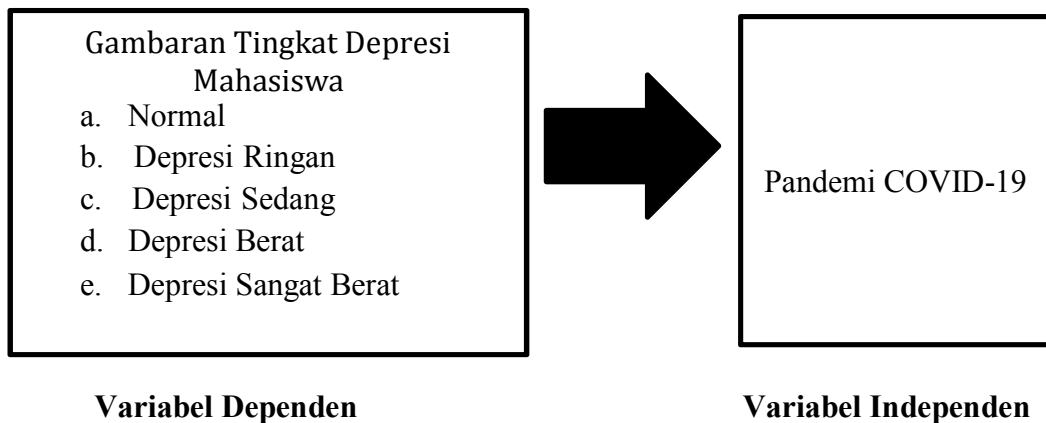 Gambaran Tingkat Depresi
Mahasiswa
a. Normal
b. Depresi Ringan
c. Depresi Sedang
d. Depresi Berat
e. Depresi Sangat Berat
Variabel Dependen
Pandemi COVID-19
Variabel Independen